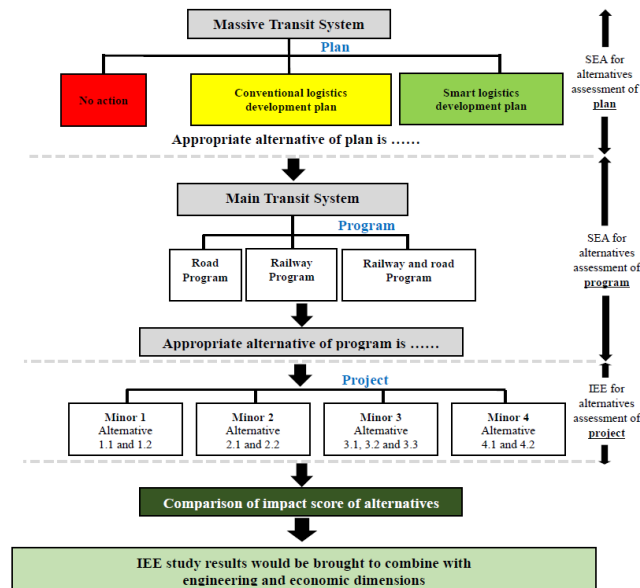 Massive Transit System
Plan
No action
Conventional logistics
development plan
Smart logistics
development plan
Appropriate alternative of plan is ……
SEA for
alternatives
assessment of
plan
Main Transit System
Program
Road
Program
Railway
Program
Railway and road
Program
Appropriate alternative of program is ……
SEA for
alternatives
assessment of
program
Project
Minor 1
Alternative
1.1 and 1.2
Minor 2
Alternative
2.1 and 2.2
Minor 3
Alternative
3.1, 3.2 and 3.3
Minor 4
Alternative
4.1 and 4.2
IEE for
alternatives
assessment of
project
Comparison of impact score of alternatives
IEE study results would be brought to combine with
engineering and economic dimensions